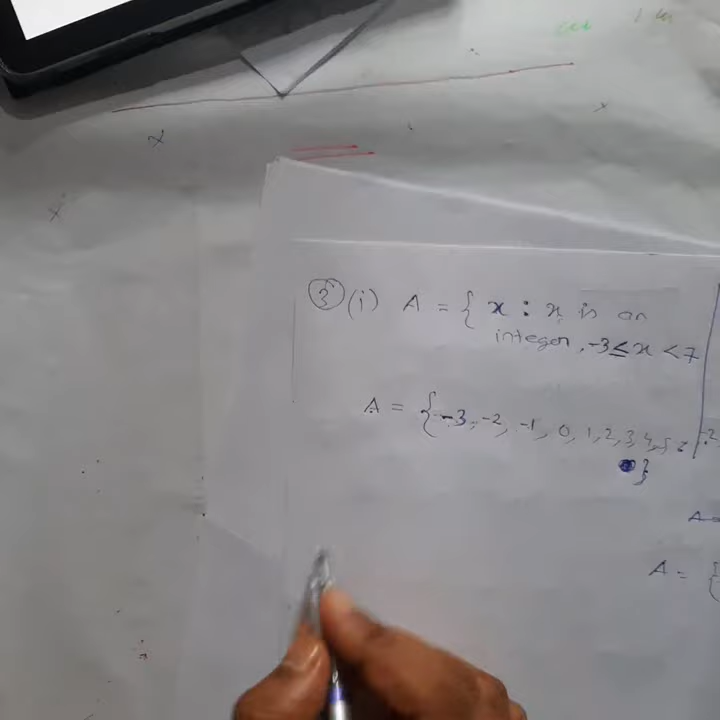 ③ (i) A = { x : x is an
integer, -3 ≤ x < 7
A = { -3, -2, -1, 0, 1, 2, 3, 4, 5, 6
}
A = {